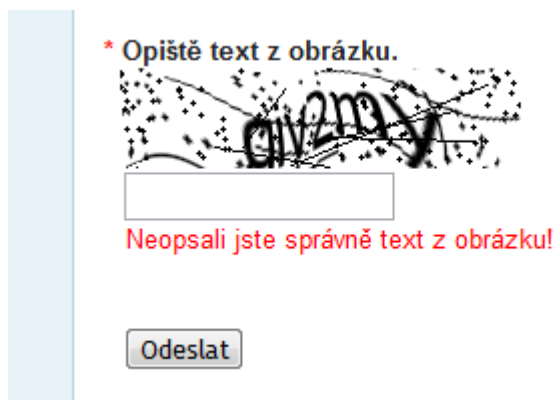 * Opiště text z obrázku.
Neopsali jste správně text z obrázku!
Odeslat